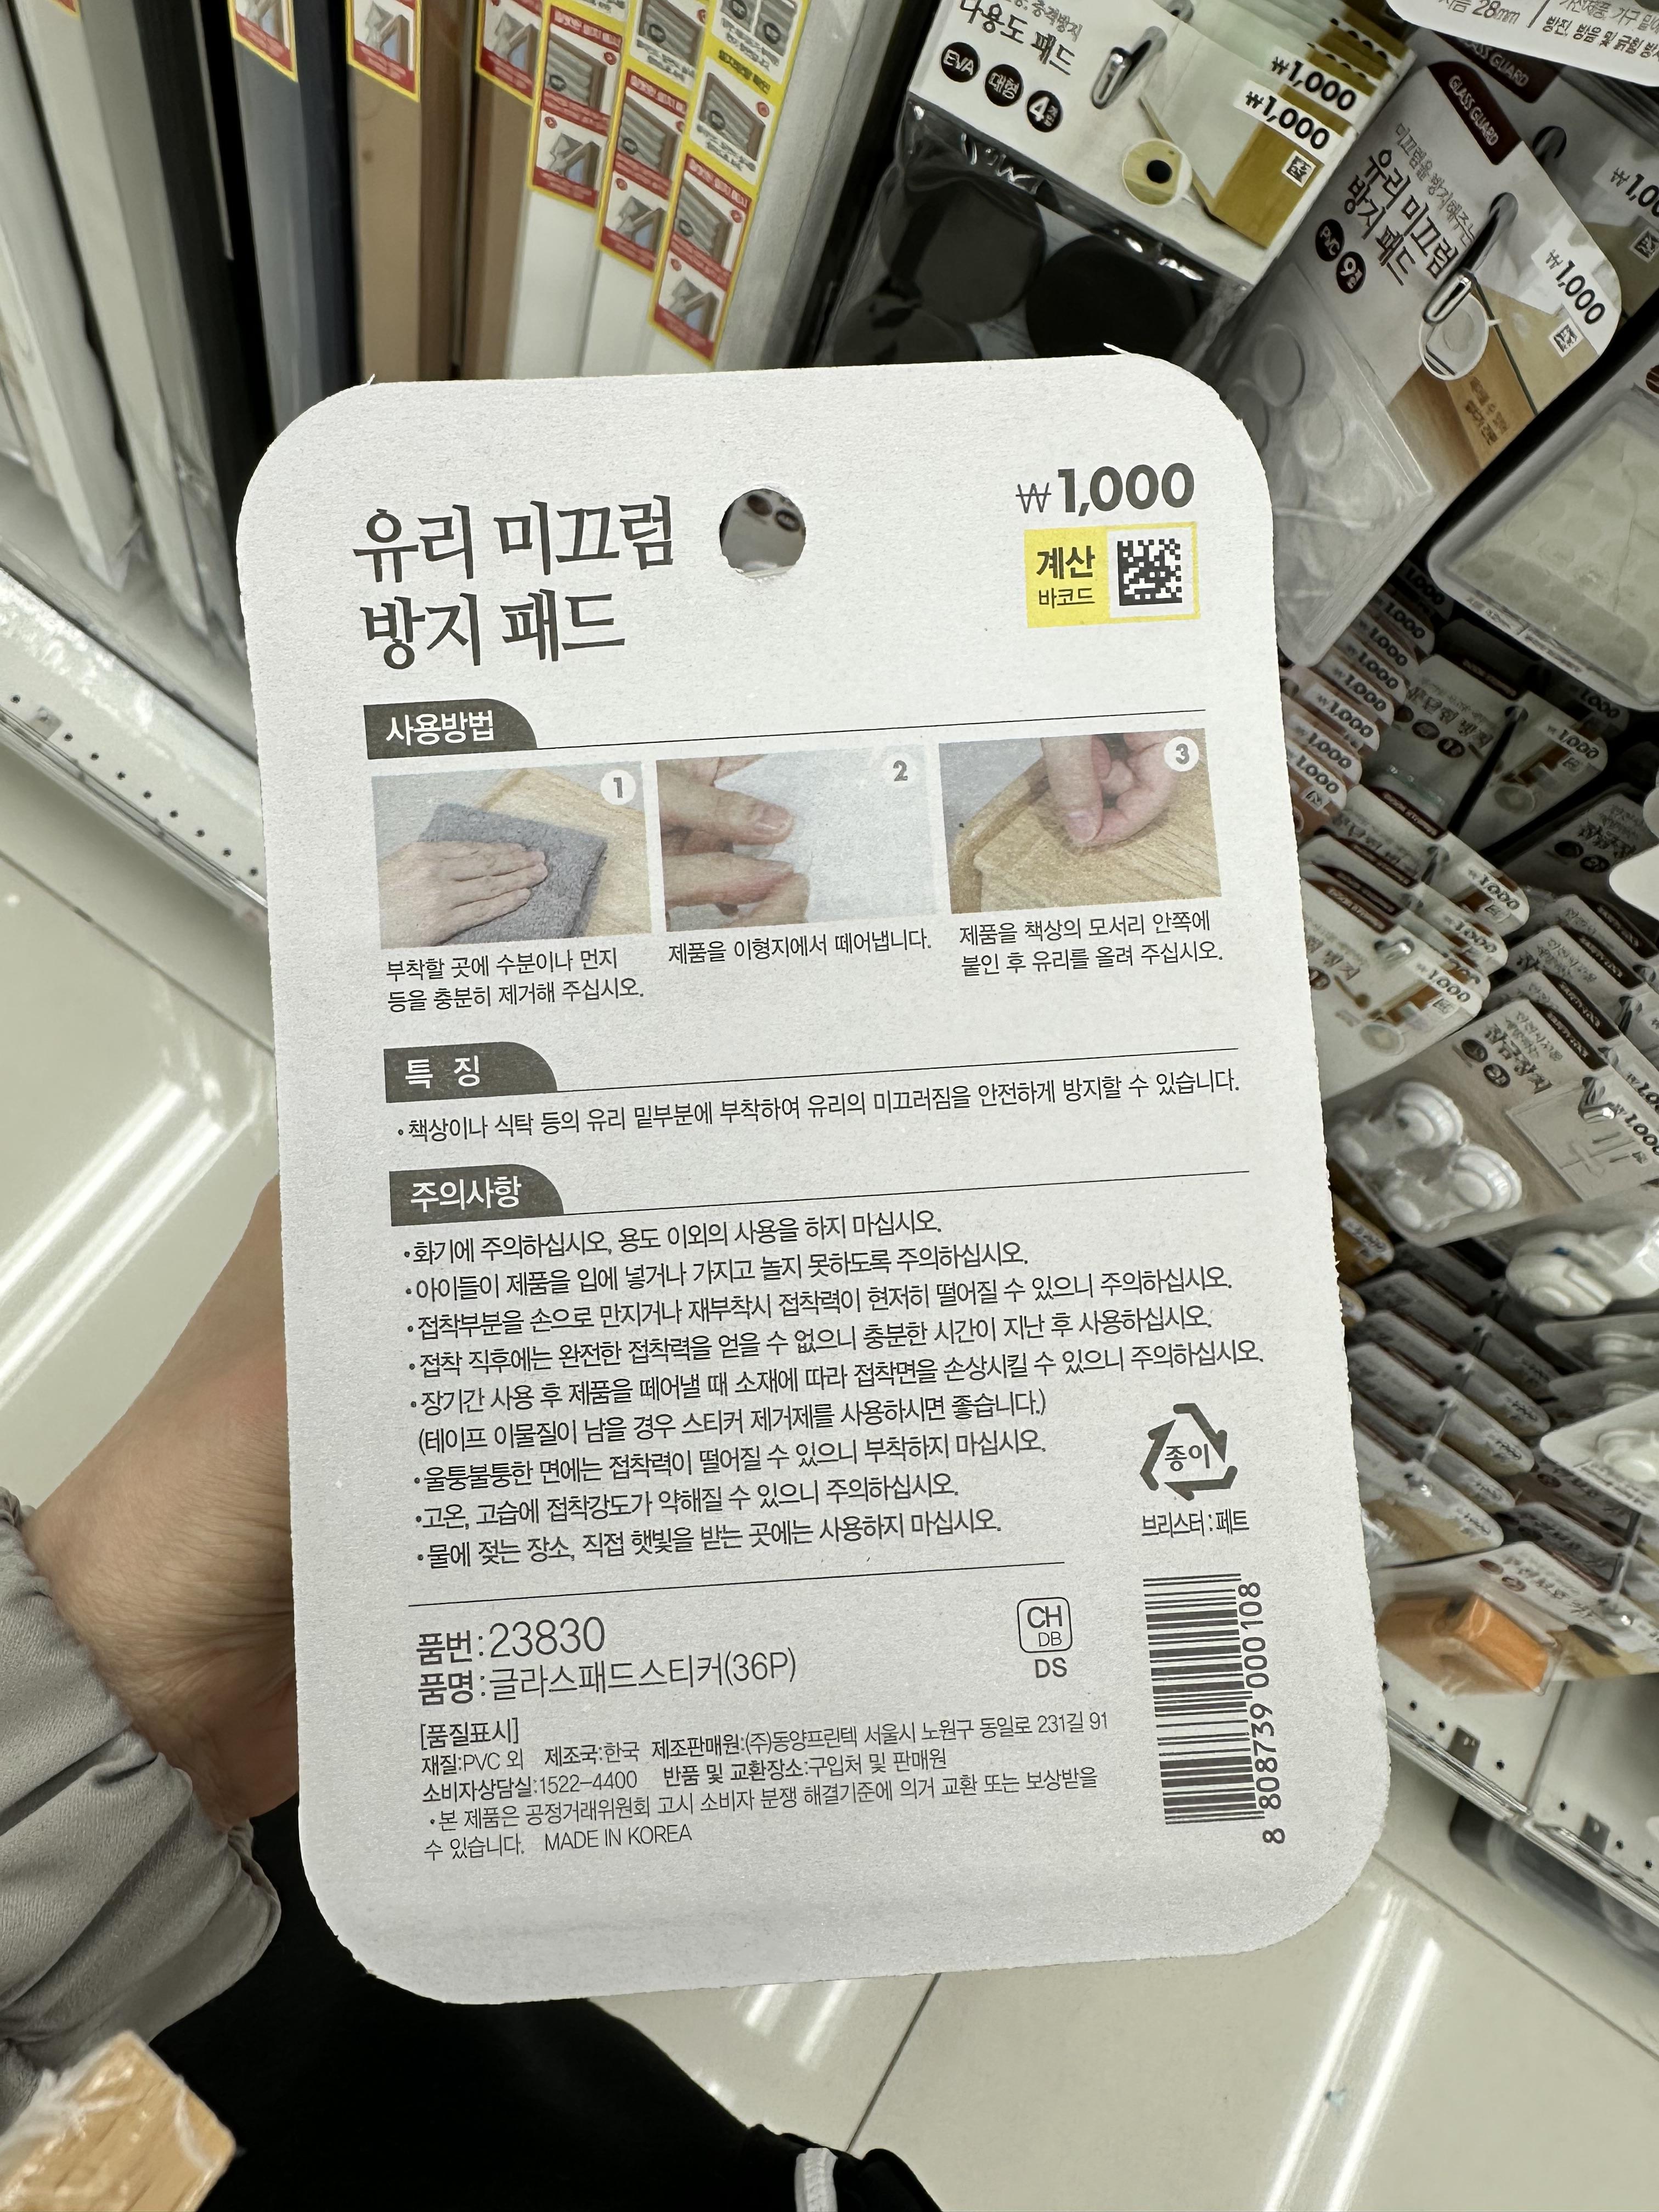 나용도 패드
EVA
대형
₩1,000
₩1,000
GLASS GUARD
유리 미끄럼
방지 패드
PVC
₩1,000
유리 미끄럼
방지 패드
₩1,000
계산
바코드
사용방법
1
2
3
부착할 곳에 수분이나 먼지
등을 충분히 제거해 주십시오.
제품을 이형지에서 떼어냅니다.
제품을 책상의 모서리 안쪽에
붙인 후 유리를 올려 주십시오.
특 징
•책상이나 식탁 등의 유리 밑부분에 부착하여 유리의 미끄러짐을 안전하게 방지할 수 있습니다.
주의사항
•화기에 주의하십시오, 용도 이외의 사용을 하지 마십시오.
•아이들이 제품을 입에 넣거나 가지고 놀지 못하도록 주의하십시오.
•접착부분을 손으로 만지거나 재부착시 접착력이 현저히 떨어질 수 있으니 주의하십시오.
•접착 직후에는 완전한 접착력을 얻을 수 없으니 충분한 시간이 지난 후 사용하십시오.
•장기간 사용 후 제품을 떼어낼 때 소재에 따라 접착면을 손상시킬 수 있으니 주의하십시오.
(테이프 이물질이 남을 경우 스티커 제거제를 사용하시면 좋습니다.)
•울퉁불퉁한 면에는 접착력이 떨어질 수 있으니 부착하지 마십시오.
•고온, 고습에 접착강도가 약해질 수 있으니 주의하십시오.
•물에 젖는 장소, 직접 햇빛을 받는 곳에는 사용하지 마십시오.
종이
브리스터 : 페트
품번 : 23830
품명 : 글라스패드스티커(36P)
CH
DB
DS
[품질표시]
재질:PVC 외 제조국:한국 제조판매원:(주)동양프린텍 서울시 노원구 동일로 231길 91
소비자상담실:1522-4400 반품 및 교환장소:구입처 및 판매원
•본 제품은 공정거래위원회 고시 소비자 분쟁 해결기준에 의거 교환 또는 보상받을
수 있습니다. MADE IN KOREA
8 808739 000108